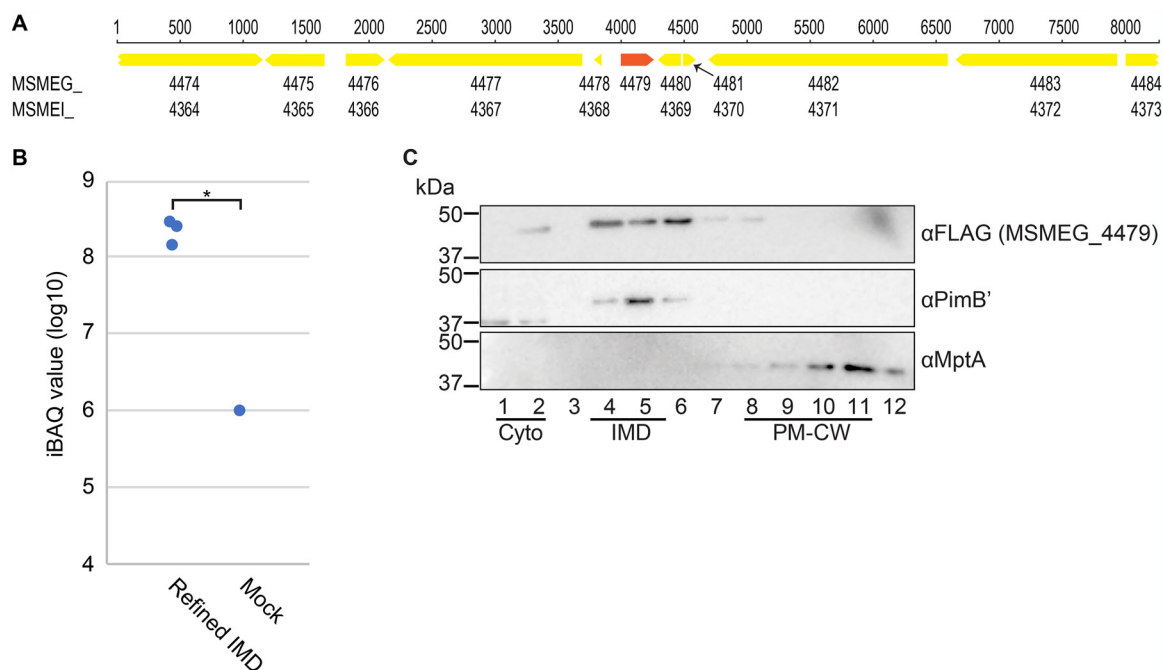 A
1 500 1000 1500 2000 2500 3000 3500 4000 4500 5000 5500 6000 6500 7000 7500 8000
MSMEG_ 4474 4475 4476 4477 4478 4479 4480 4481 4482 4483 4484
MSMEI_ 4364 4365 4366 4367 4368 4369 4370 4371 4372 4373
B
9
*
8
7
6
5
4
iBAQ value (log10)
Refined IMD
Mock
C
kDa
50
37
αFLAG (MSMEG_4479)
50
37
αPimB’
50
37
αMptA
1 2 3 4 5 6 7 8 9 10 11 12
Cyto IMD PM-CW